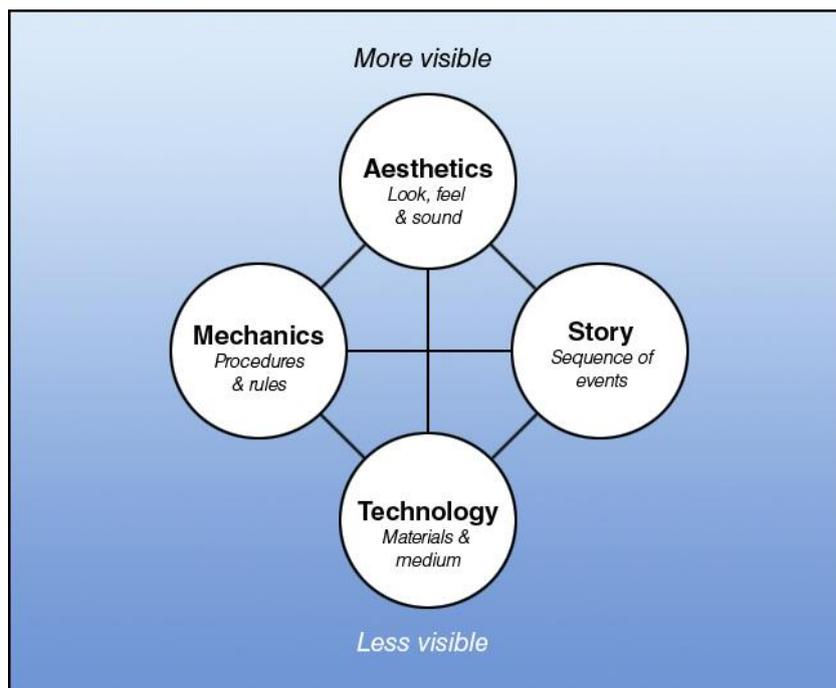 More visible
Aesthetics
Look, feel
& sound
Mechanics
Procedures
& rules
Story
Sequence of
events
Technology
Materials &
medium
Less visible